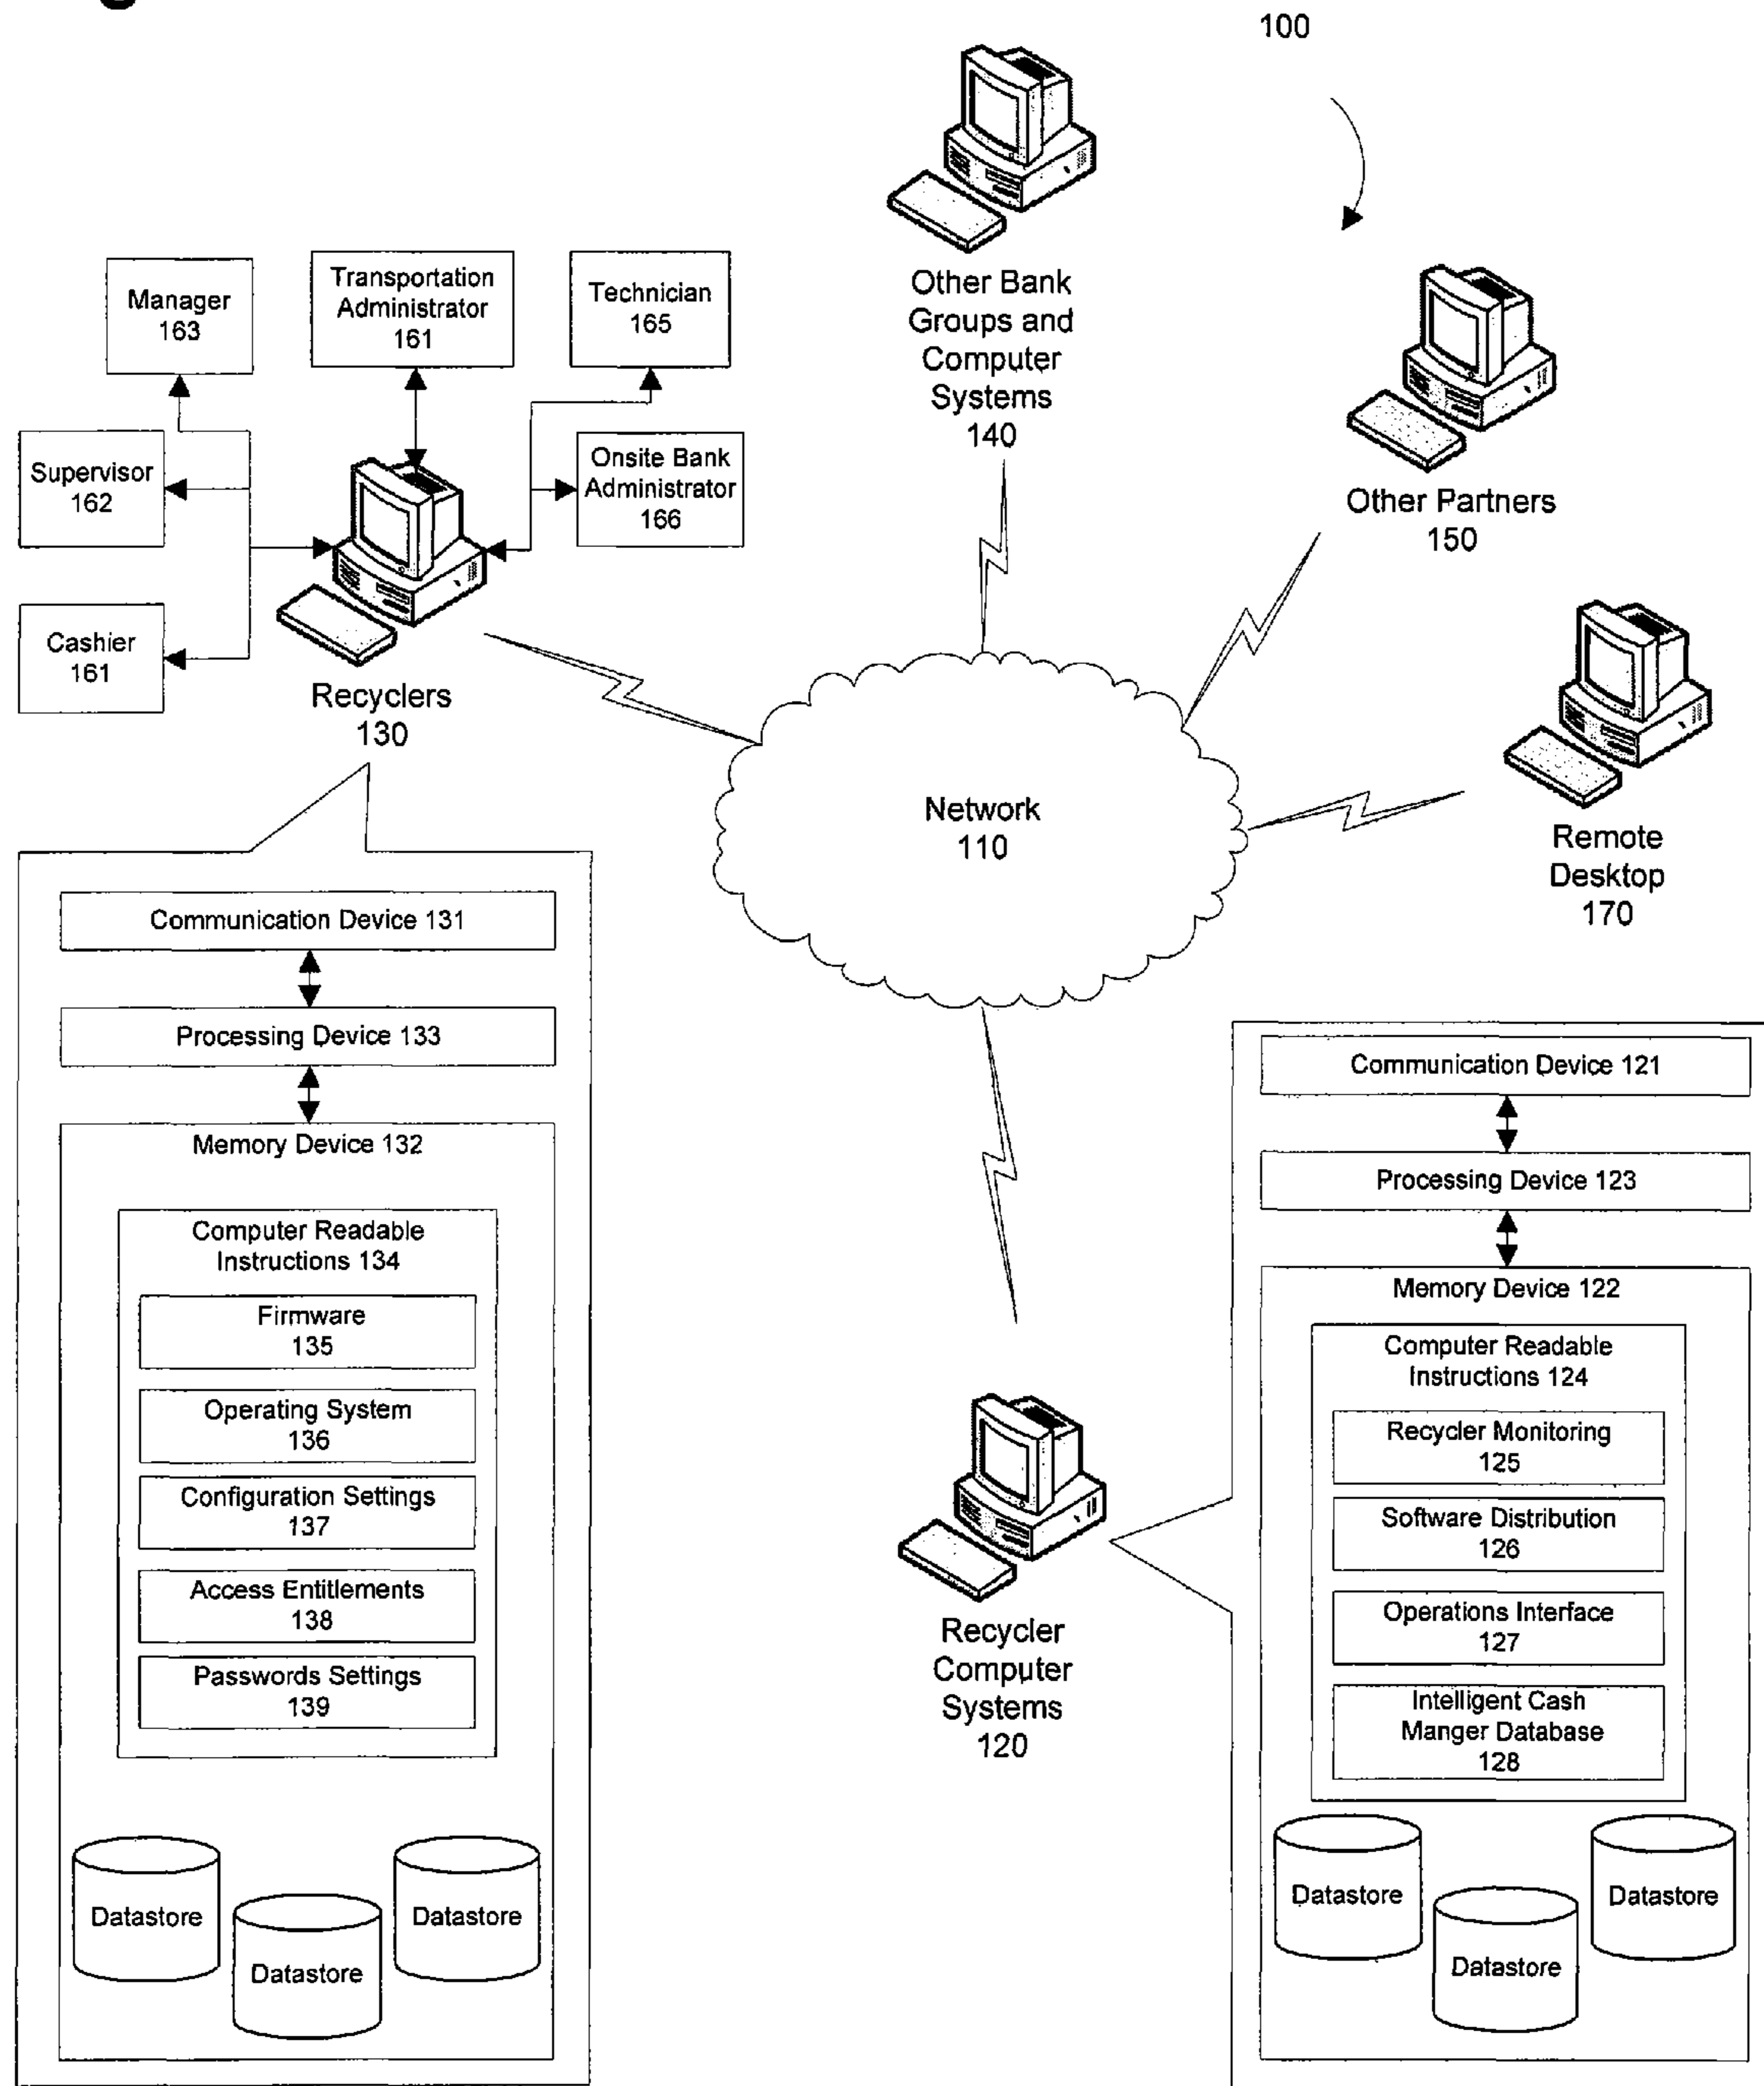 100
Other Bank
Groups and
Computer
Systems
140
Other Partners
150
Remote
Desktop
170
Manager
163
Transportation
Administrator
161
Technician
165
Supervisor
162
Onsite Bank
Administrator
166
Cashier
161
Recyclers
130
Network
110
Communication Device 131
Processing Device 133
Memory Device 132
Computer Readable
Instructions 134
Firmware
135
Operating System
136
Configuration Settings
137
Access Entitlements
138
Passwords Settings
139
Datastore
Datastore
Datastore
Recycler
Computer
Systems
120
Communication Device 121
Processing Device 123
Memory Device 122
Computer Readable
Instructions 124
Recycler Monitoring
125
Software Distribution
126
Operations Interface
127
Intelligent Cash
Manger Database
128
Datastore
Datastore
Datastore